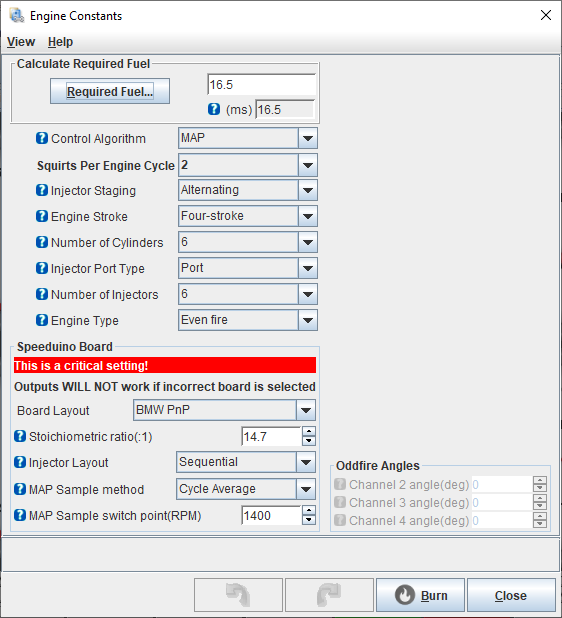 Engine Constants
View Help
Calculate Required Fuel
Required Fuel...
16.5
(ms) 16.5
Control Algorithm MAP
Squirts Per Engine Cycle 2
Injector Staging Alternating
Engine Stroke Four-stroke
Number of Cylinders 6
Injector Port Type Port
Number of Injectors 6
Engine Type Even fire
Speeduino Board
This is a critical setting!
Outputs WILL NOT work if incorrect board is selected
Board Layout BMW PnP
Stoichiometric ratio(:1) 14.7
Injector Layout Sequential
MAP Sample method Cycle Average
MAP Sample switch point(RPM) 1400
Oddfire Angles
Channel 2 angle(deg) 0
Channel 3 angle(deg) 0
Channel 4 angle(deg) 0
Burn
Close